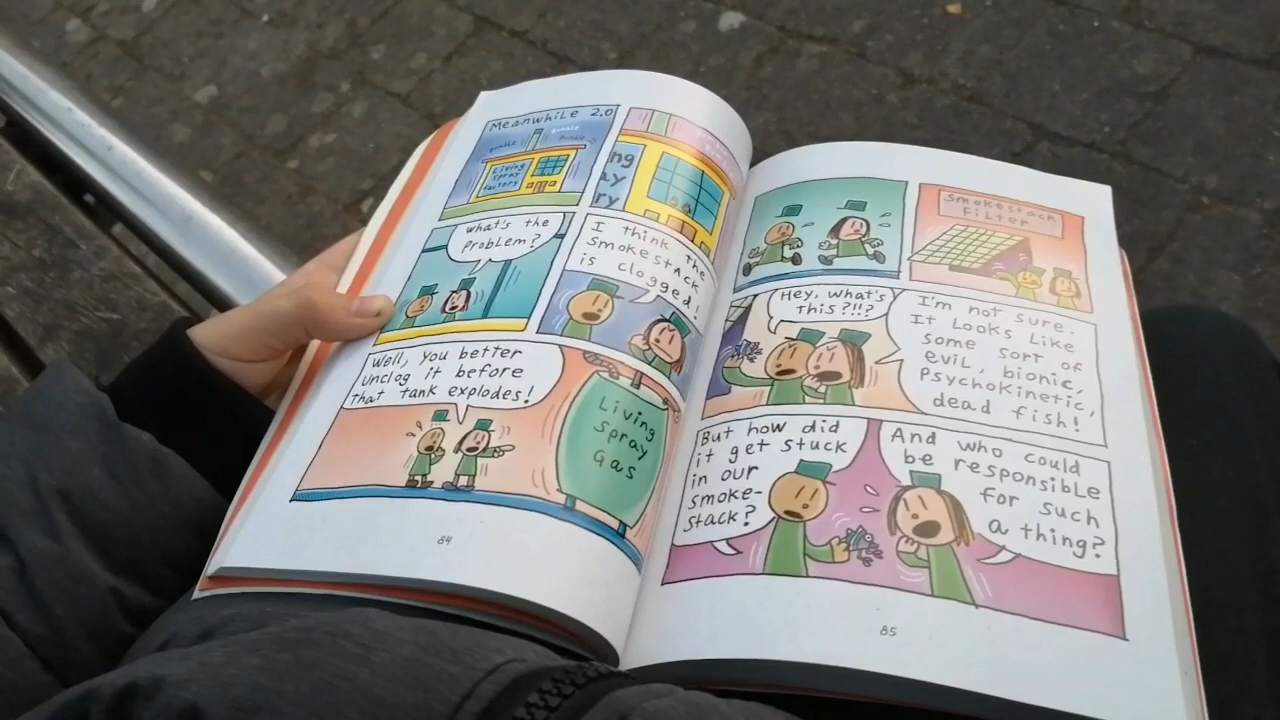 Meanwhile 2.0
Rumble
Rumble
Rumble
Living
Spray
Factory
ng
ay
ry
What's the
problem?
I think the
smokestack
is clogged!
Well, you better
unclog it before
that tank explodes!
Living
Spray
Gas
84
Smokestack
Filter
Hey, what's
this?!!?
I'm not sure.
It Looks Like
some sort of
evil, bionic,
psychokinetic,
dead fish!
But how did
it get stuck
in our
smoke-
stack?
And who could
be responsible
for such
a thing?
85